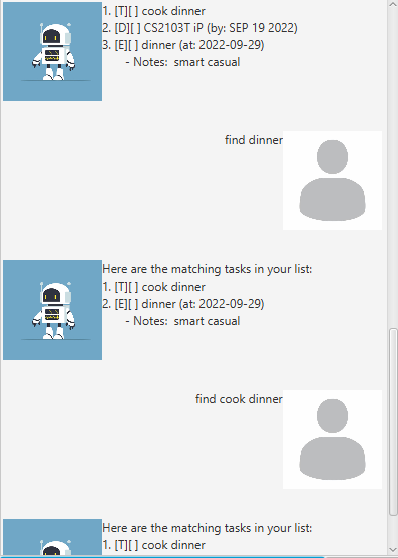 1. [T][ ] cook dinner
2. [D][ ] CS2103T iP (by: SEP 19 2022)
3. [E][ ] dinner (at: 2022-09-29)
- Notes:  smart casual
find dinner
Here are the matching tasks in your list:
1. [T][ ] cook dinner
2. [E][ ] dinner (at: 2022-09-29)
- Notes:  smart casual
find cook dinner
Here are the matching tasks in your list:
1. [T][ ] cook dinner